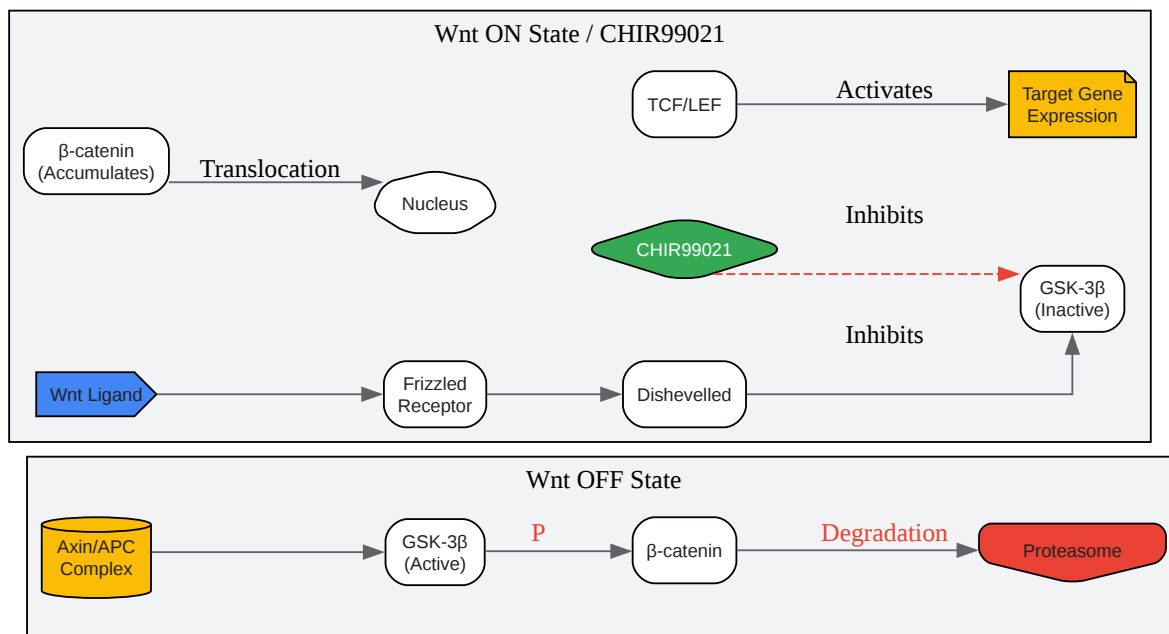 Wnt ON State / CHIR99021
TCF/LEF
Activates
Target Gene
Expression
β-catenin
(Accumulates)
Translocation
Nucleus
Inhibits
CHIR99021
GSK-3β
(Inactive)
Inhibits
Wnt Ligand
Frizzled
Receptor
Dishevelled
Wnt OFF State
Axin/APC
Complex
GSK-3β
(Active)
P
β-catenin
Degradation
Proteasome